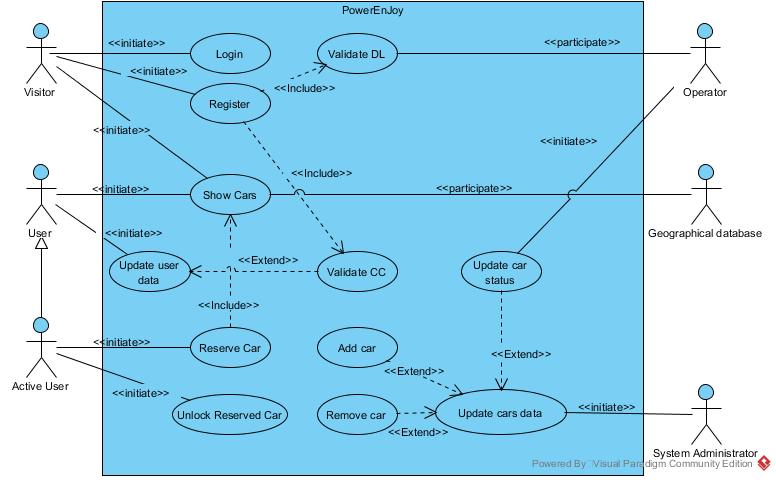 PowerEnJoy
<<initiate>>
Login
Validate DL
<<participate>>
Visitor
<<initiate>>
Register
<<Include>>
Operator
<<initiate>>
<<initiate>>
<<Include>>
<<initiate>>
Show Cars
<<participate>>
User
<<initiate>>
Geographical database
Update user
data
<<Extend>>
Validate CC
Update car
status
<<Include>>
<<initiate>>
Reserve Car
Add car
<<Extend>>
Active User
<<Extend>>
<<initiate>>
Unlock Reserved Car
Remove car
<<Extend>>
Update cars data
<<initiate>>
System Administrator
Powered By Visual Paradigm Community Edition